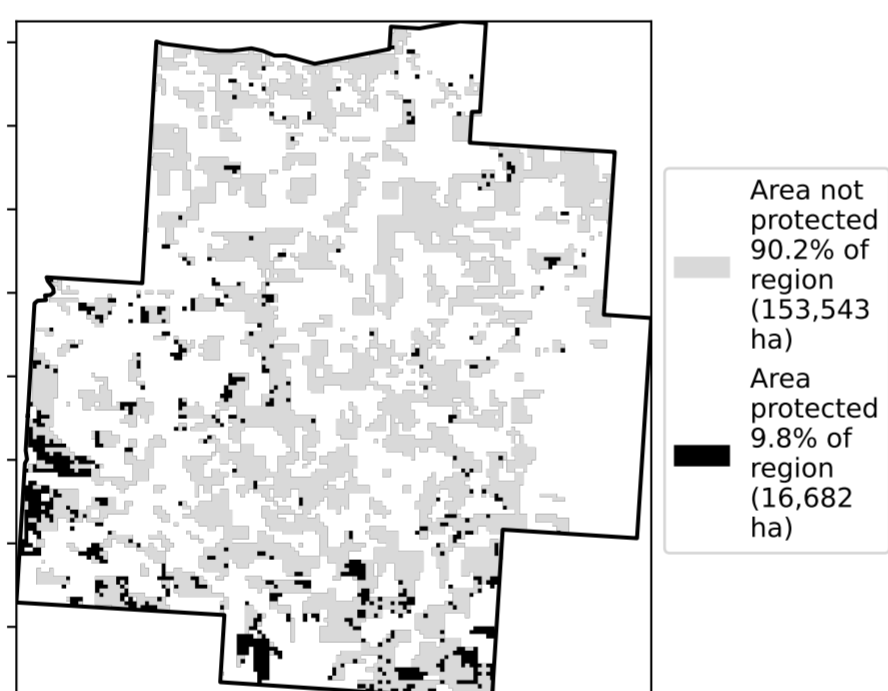 Area not
protected
90.2% of
region
(153,543
ha)
Area
protected
9.8% of
region
(16,682
ha)